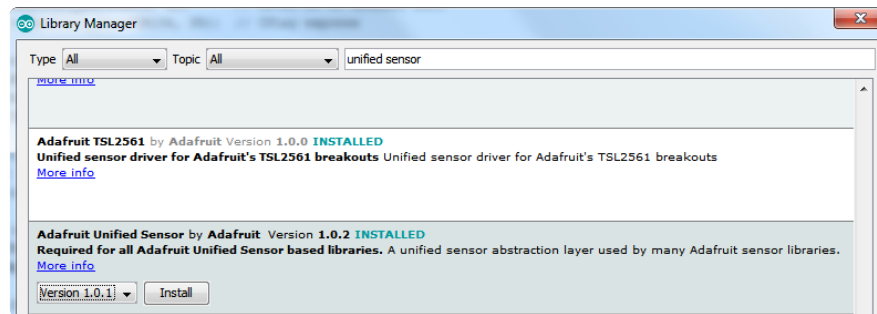 Library Manager
Type All Topic All unified sensor
More info
Adafruit TSL2561 by Adafruit Version 1.0.0 INSTALLED
Unified sensor driver for Adafruit's TSL2561 breakouts Unified sensor driver for Adafruit's TSL2561 breakouts
More info
Adafruit Unified Sensor by Adafruit Version 1.0.2 INSTALLED
Required for all Adafruit Unified Sensor based libraries. A unified sensor abstraction layer used by many Adafruit sensor libraries.
More info
Version 1.0.1 Install